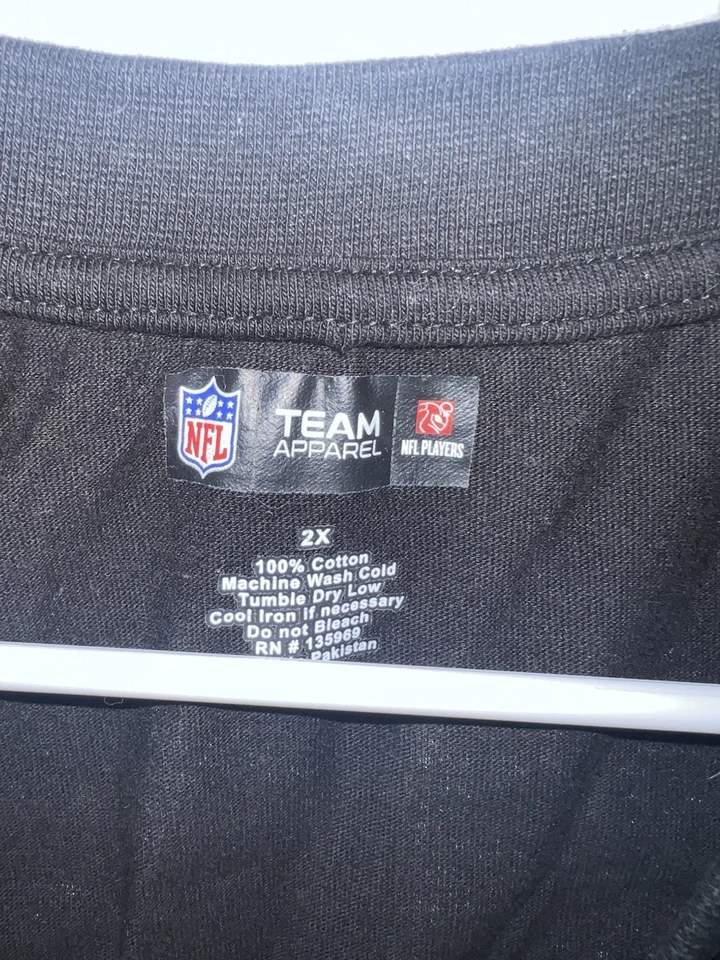 NFL
TEAM
APPAREL
NFL PLAYERS
2X
100% Cotton
Machine Wash Cold
Tumble Dry Low
Cool Iron if necessary
Do not Bleach
RN # 135969
Pakistan